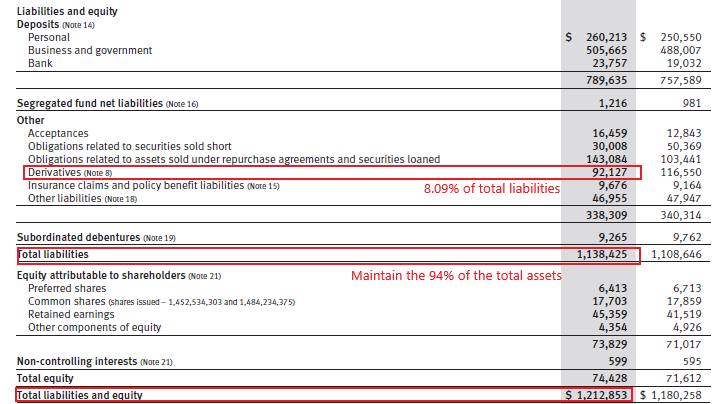 Liabilities and equity
Deposits (Note 14)
Personal $ 260,213 $ 250,550
Business and government 505,665 488,007
Bank 23,757 19,032
789,635 757,589
Segregated fund net liabilities (Note 16) 1,216 981
Other
Acceptances 16,459 12,843
Obligations related to securities sold short 30,008 50,369
Obligations related to assets sold under repurchase agreements and securities loaned 143,084 103,441
Derivatives (Note 8) 92,127 116,550
Insurance claims and policy benefit liabilities (Note 15) 9,676 9,164
8.09% of total liabilities
Other liabilities (Note 18) 46,955 47,947
338,309 340,314
Subordinated debentures (Note 19) 9,265 9,762
Total liabilities 1,138,425 1,108,646
Equity attributable to shareholders (Note 21)
Maintain the 94% of the total assets
Preferred shares 6,413 6,713
Common shares (shares issued – 1,452,534,303 and 1,484,234,375) 17,703 17,859
Retained earnings 45,359 41,519
Other components of equity 4,354 4,926
73,829 71,017
Non-controlling interests (Note 21) 599 595
Total equity 74,428 71,612
Total liabilities and equity $ 1,212,853 $ 1,180,258